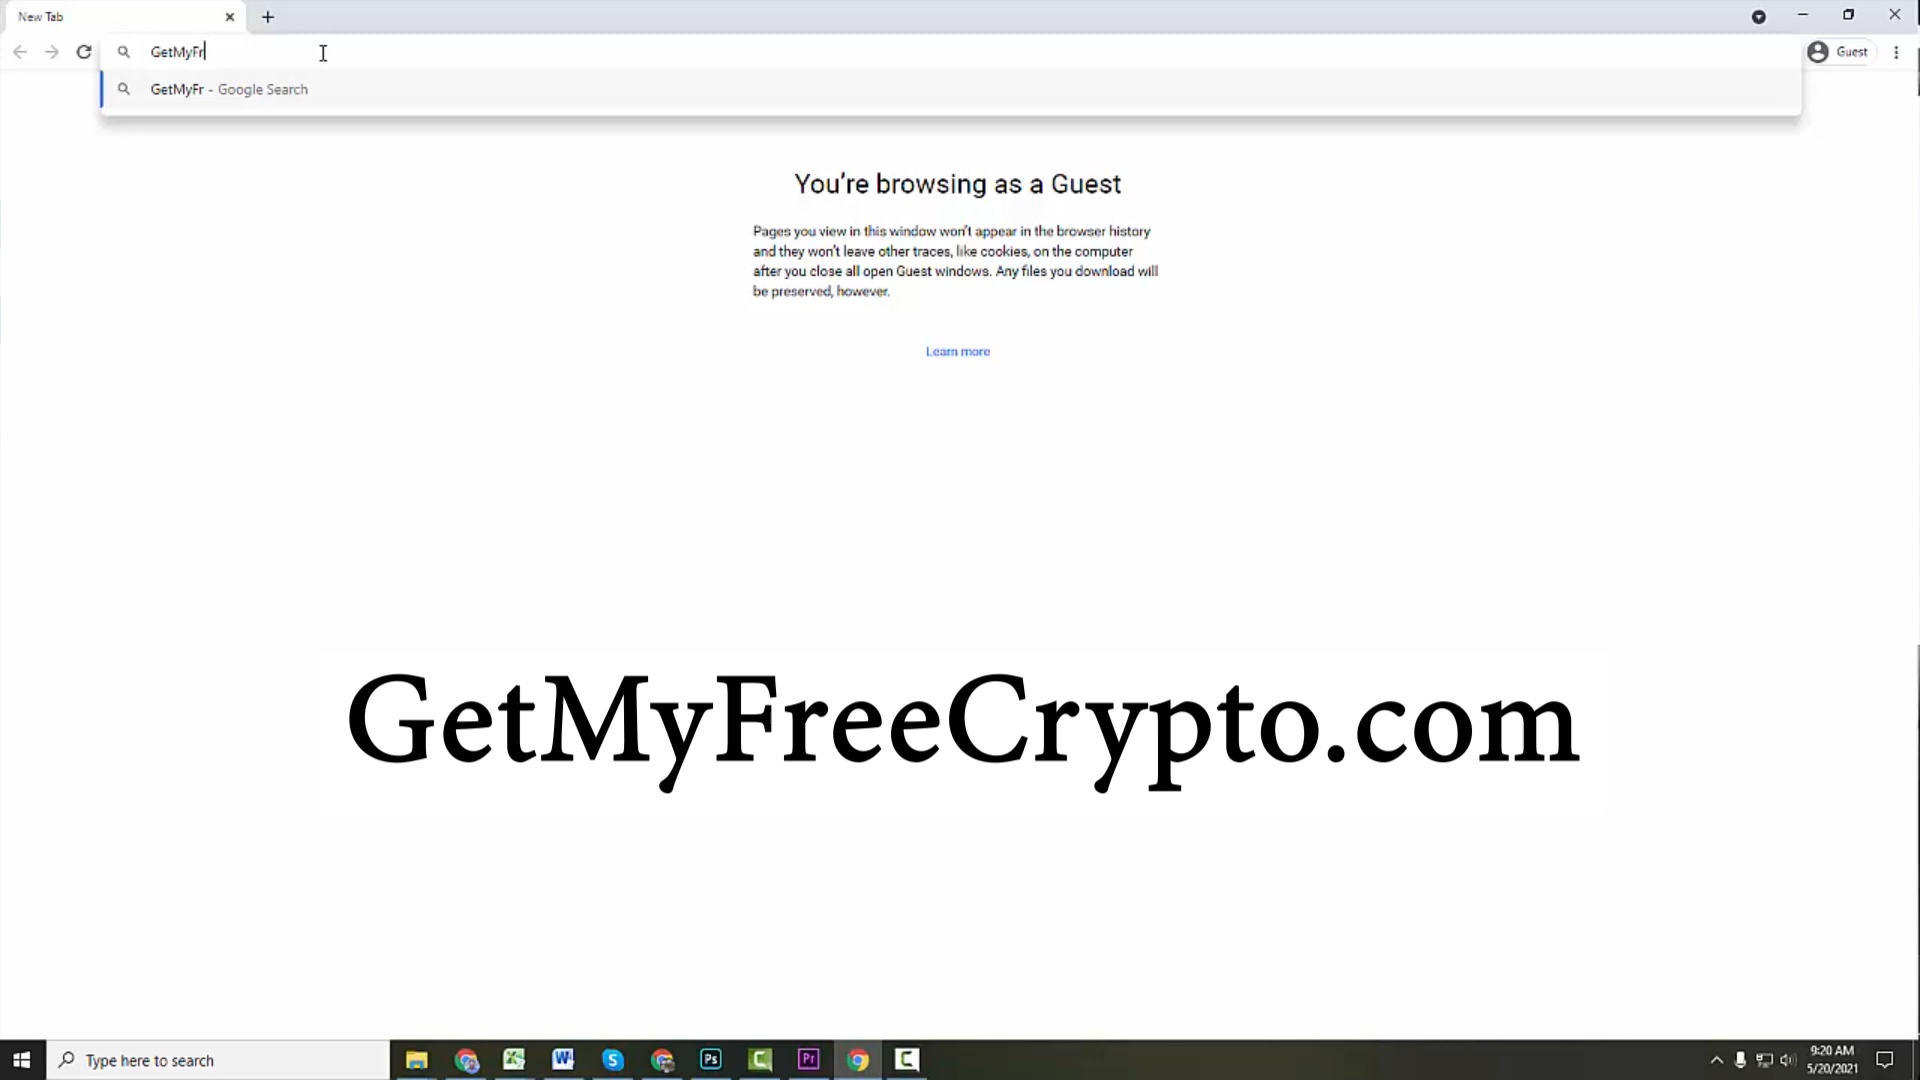 New Tab
GetMyFr
Guest
GetMyFr - Google Search
You're browsing as a Guest
Pages you view in this window won't appear in the browser history
and they won't leave other traces, like cookies, on the computer
after you close all open Guest windows. Any files you download will
be preserved, however.
Learn more
GetMyFreeCrypto.com
Type here to search
Ps
Pr
9:20 AM
5/20/2021